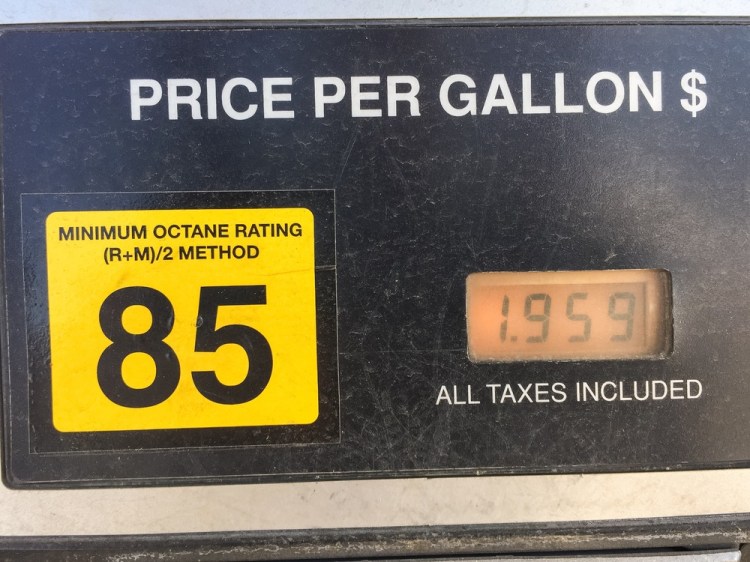 PRICE PER GALLON $
MINIMUM OCTANE RATING
(R+M)/2 METHOD
85
1.959
ALL TAXES INCLUDED